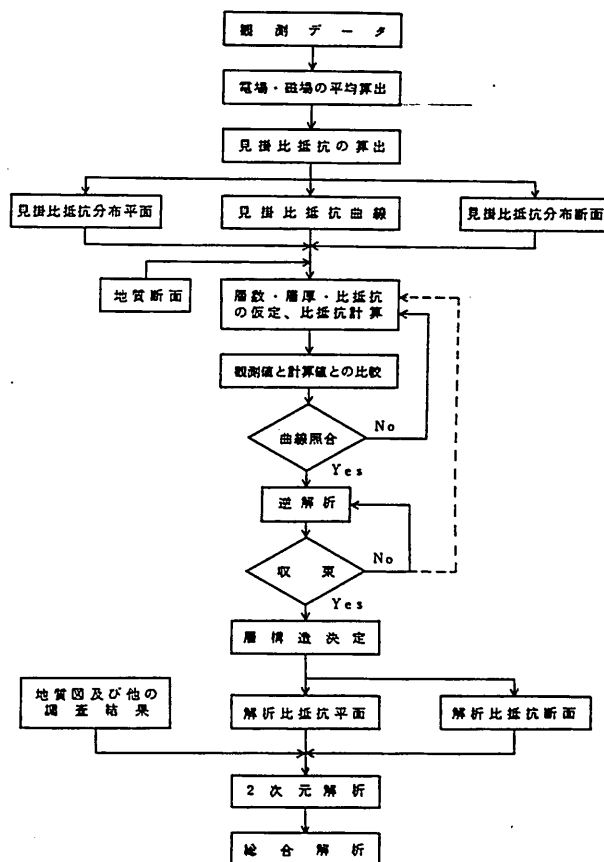 観測データ
電場・磁場の平均算出
見掛比抵抗の算出
見掛比抵抗分布平面
見掛比抵抗曲線
見掛比抵抗分布断面
地質断面
層数・層厚・比抵抗
の仮定、比抵抗計算
観測値と計算値との比較
曲線照合
No
Yes
逆解析
収束
No
Yes
層構造決定
地質図及び他の
調査結果
解析比抵抗平面
解析比抵抗断面
2次元解析
総合解析